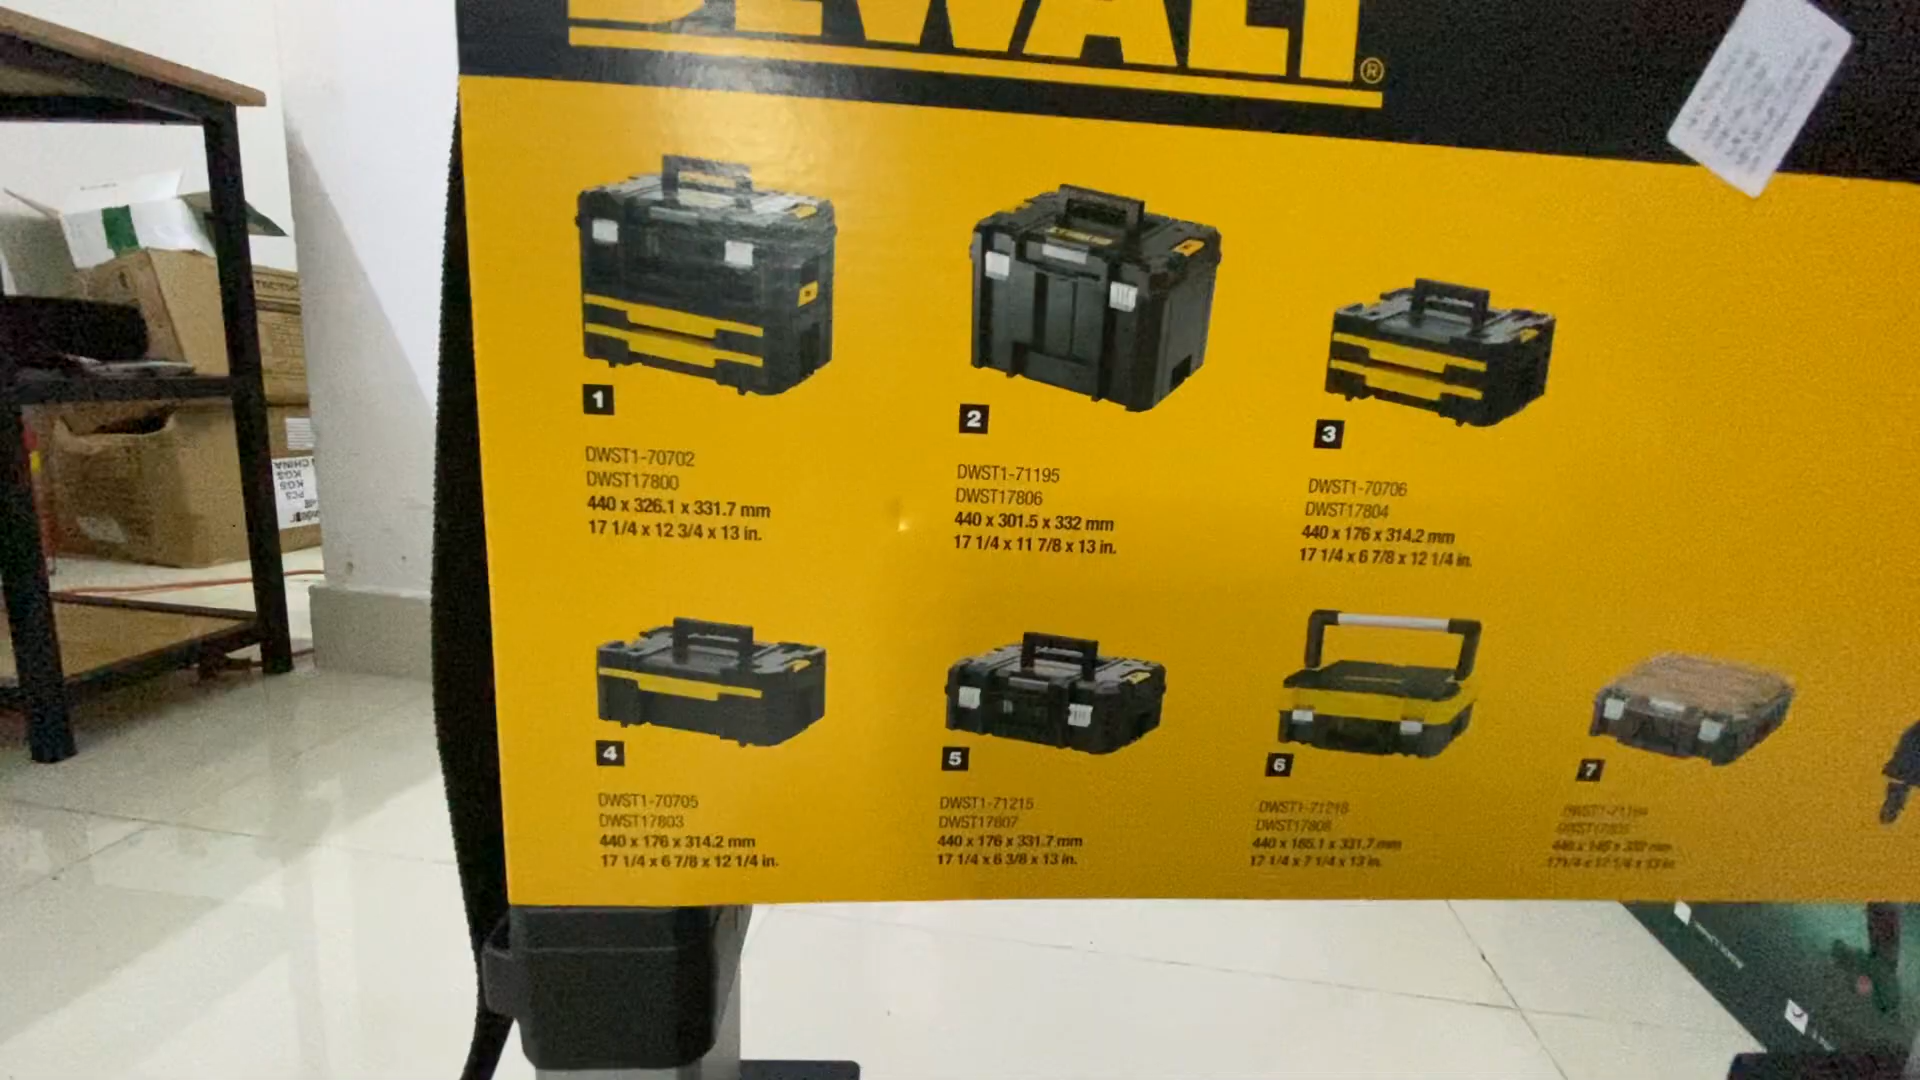 DEWALT®
1
DWST1-70702
DWST17800
440 x 326.1 x 331.7 mm
17 1/4 x 12 3/4 x 13 in.
2
DWST1-71195
DWST17806
440 x 301.5 x 332 mm
17 1/4 x 11 7/8 x 13 in.
3
DWST1-70706
DWST17804
440 x 176 x 314.2 mm
17 1/4 x 6 7/8 x 12 1/4 in.
4
DWST1-70705
DWST17803
440 x 176 x 314.2 mm
17 1/4 x 6 7/8 x 12 1/4 in.
5
DWST1-71215
DWST17807
440 x 176 x 331.7 mm
17 1/4 x 6 3/8 x 13 in.
6
DWST17808
440 x 185.1 x 331.7 mm
17 1/4 x 7 1/4 x 13 in.
7
CHINA
KGS
KGS
PCS